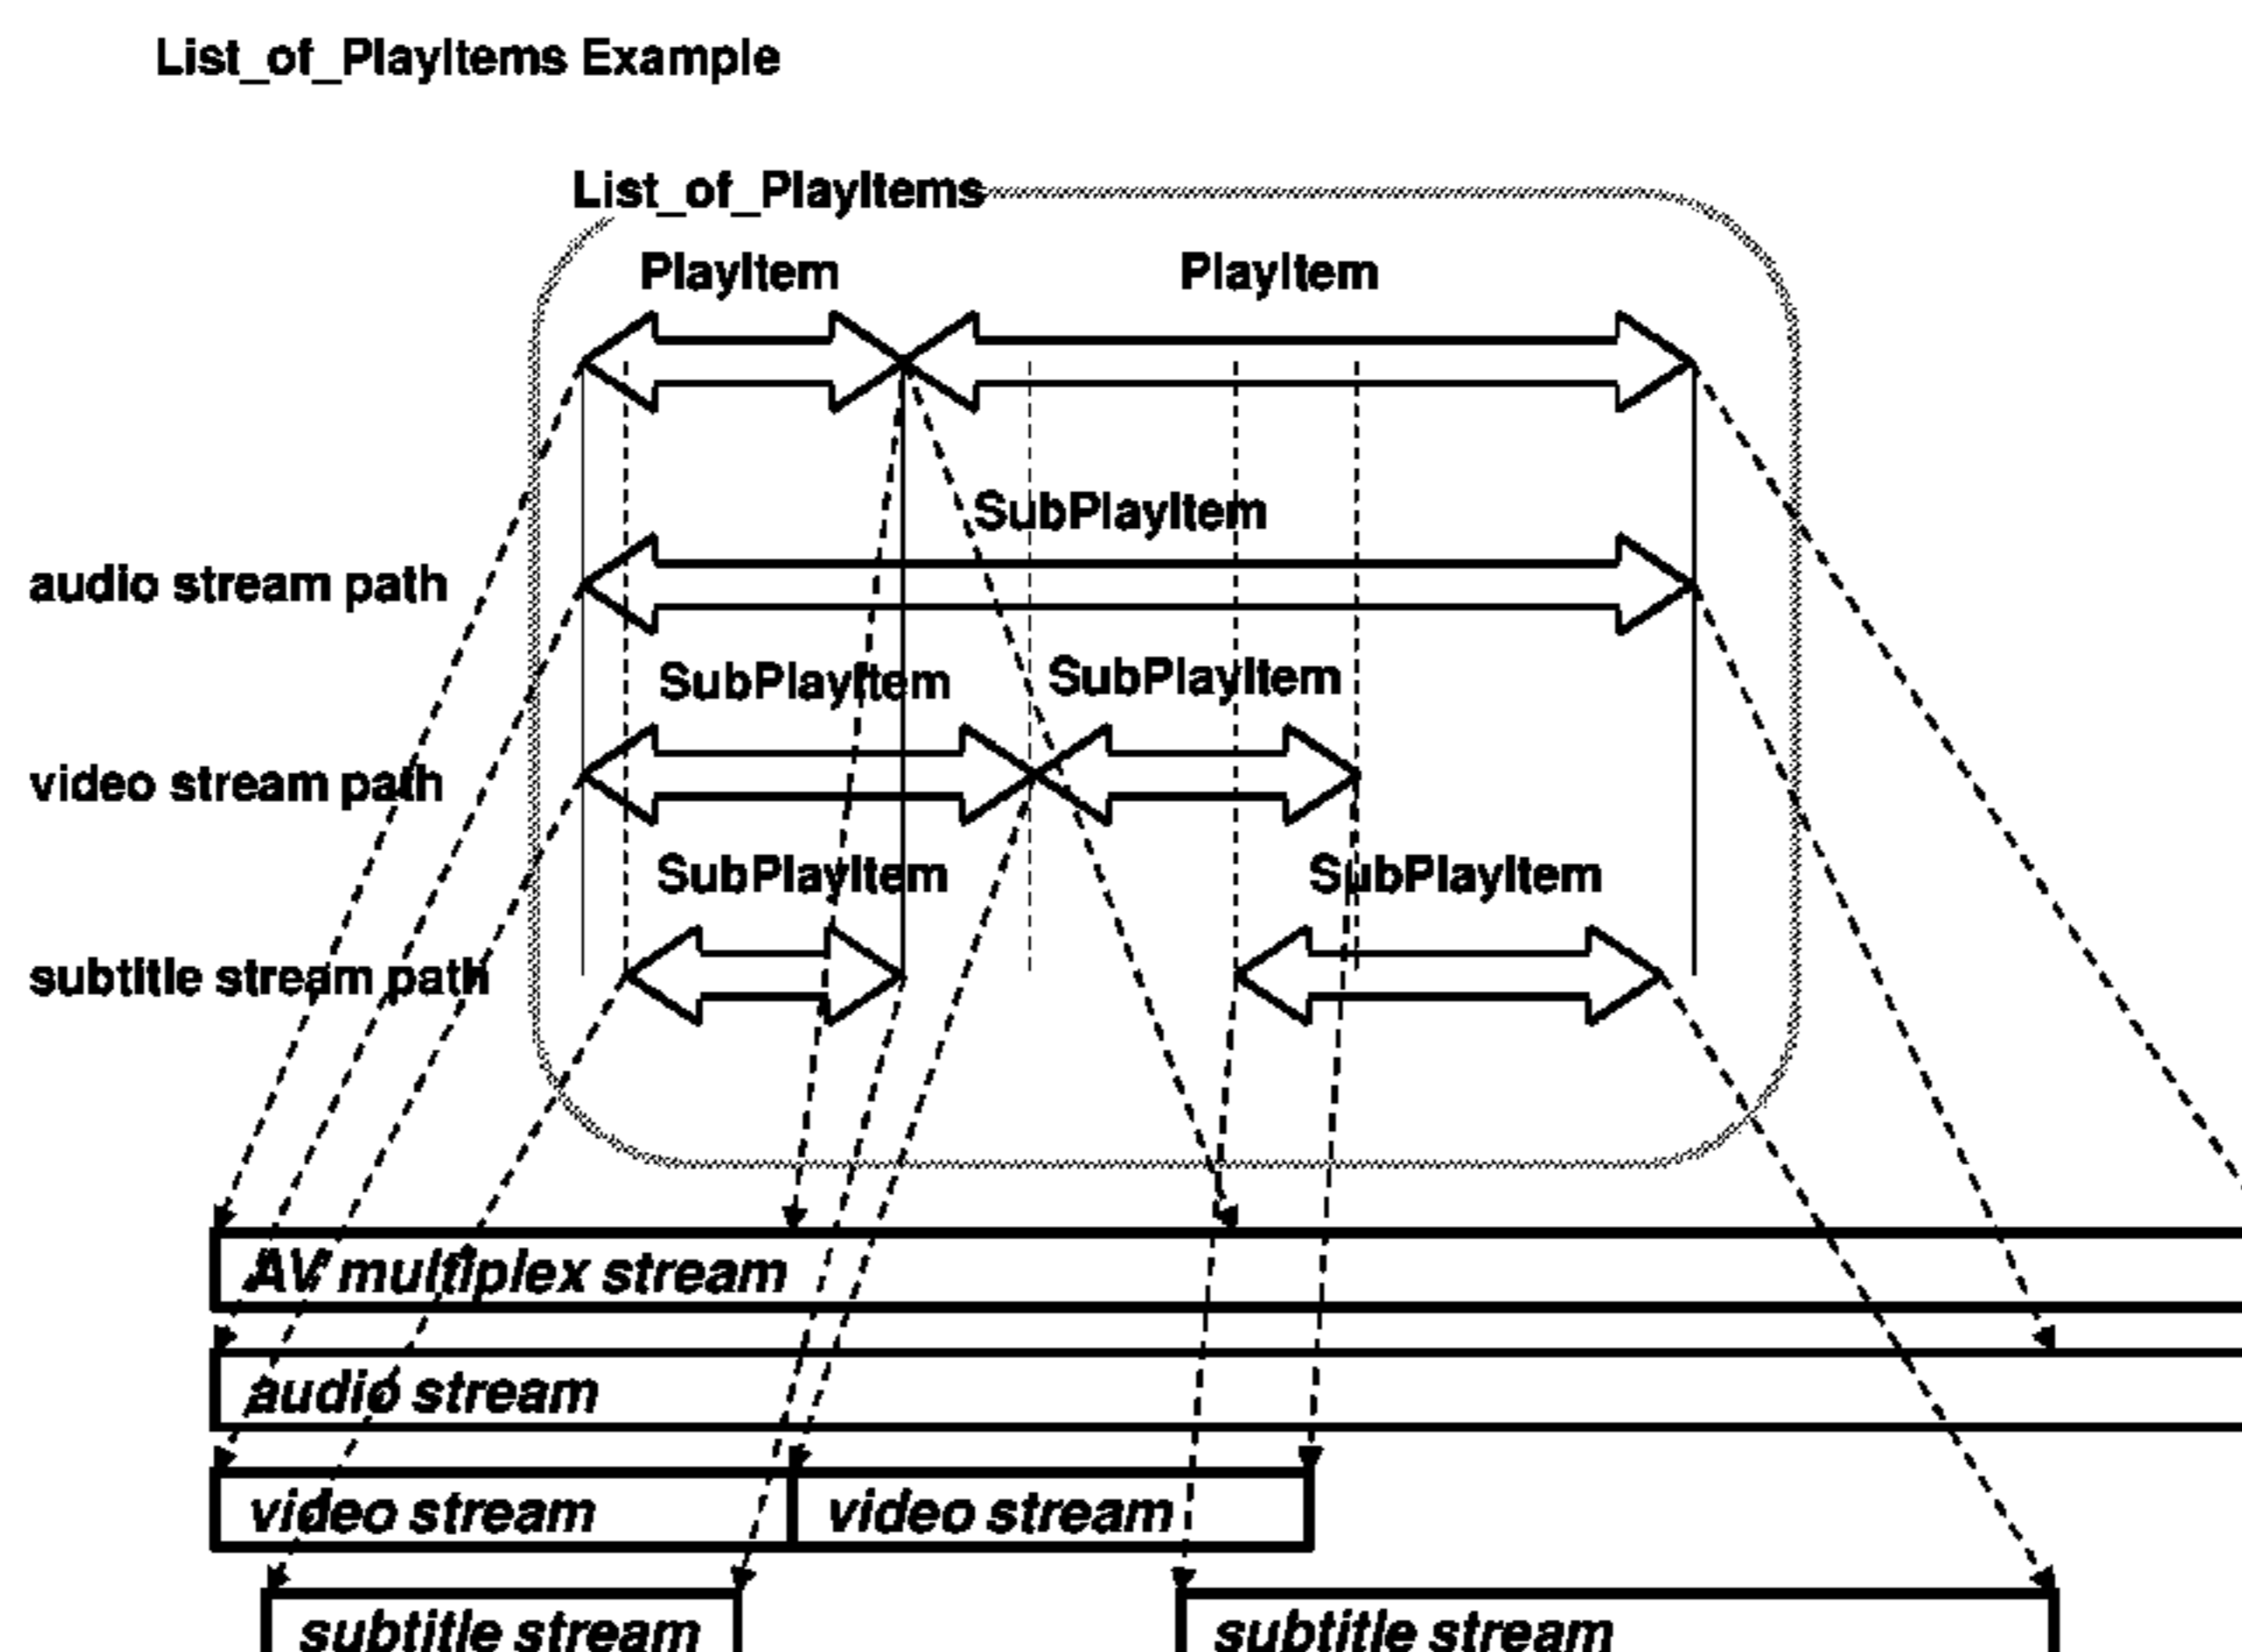 List_of_PlayItems Example
List_of_PlayItems
PlayItem PlayItem
SubPlayItem
audio stream path
SubPlayItem SubPlayItem
video stream path
SubPlayItem SubPlayItem
subtitle stream path
AV multiplex stream
audio stream
video stream video stream
subtitle stream subtitle stream